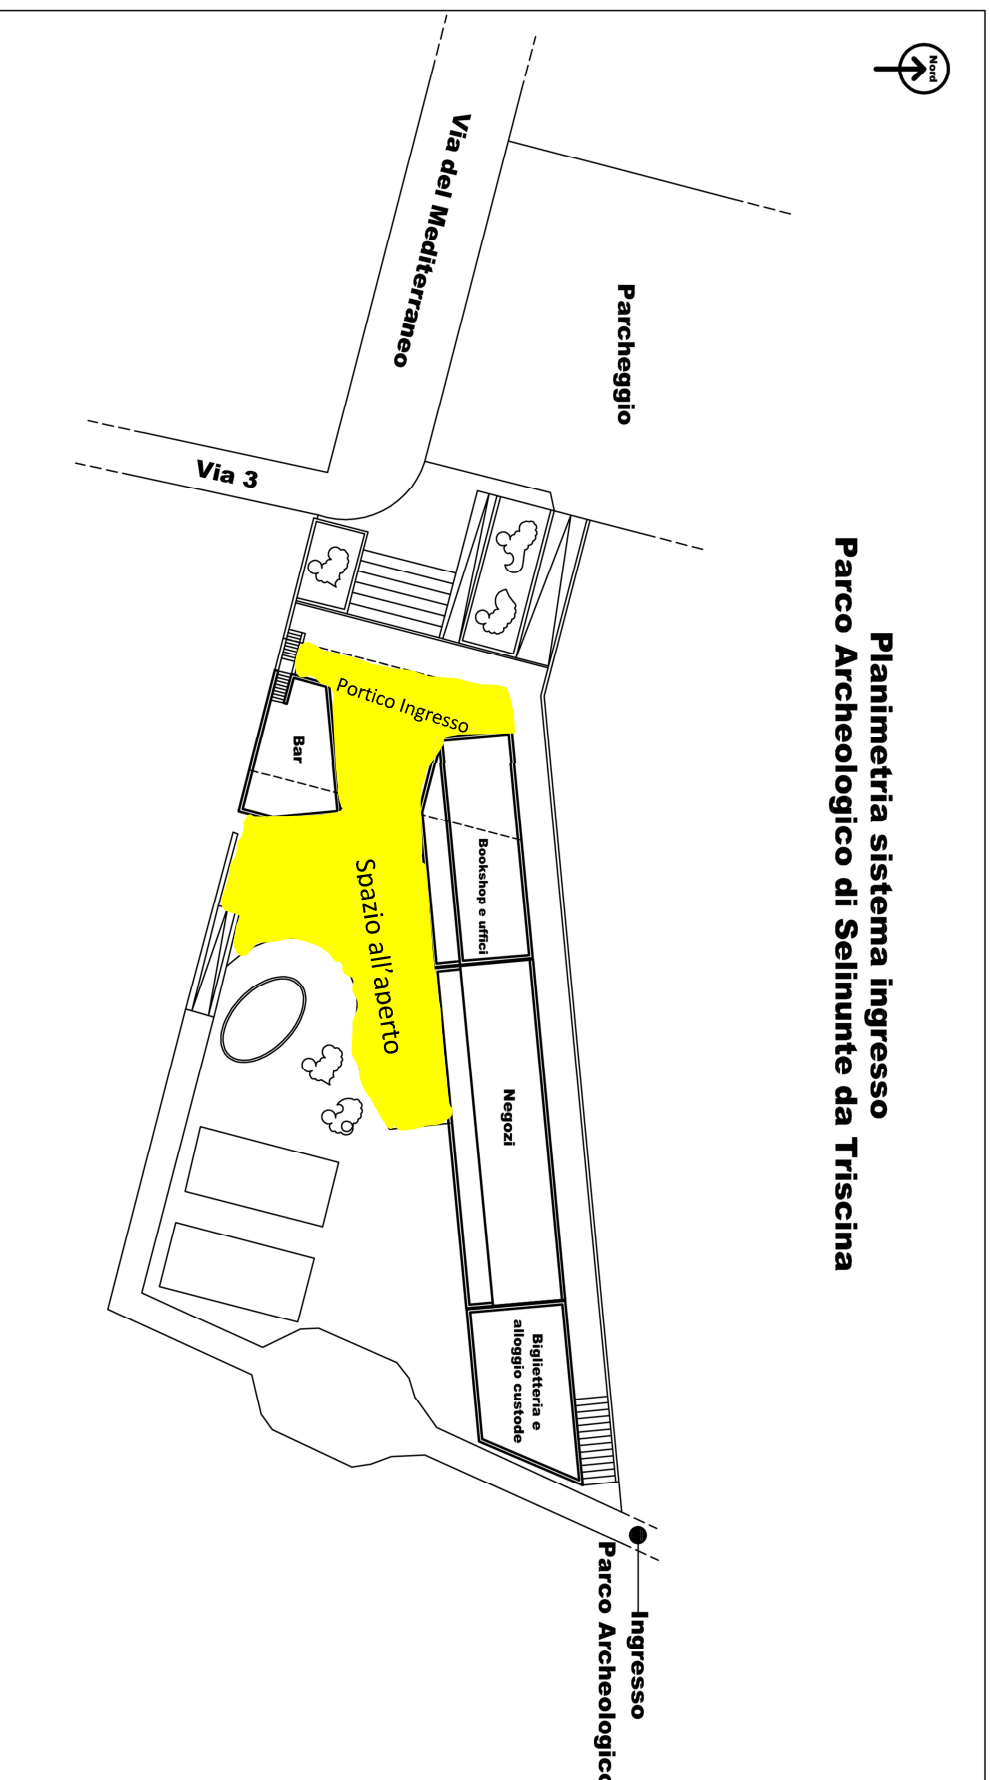 Planimetria sistema ingresso
Parco Archeologico di Selinunte da Triscina
Nord
Via del Mediterraneo
Parcheggio
Via 3
Portico Ingresso
Bar
Bookshop e uffici
Spazio all'aperto
Negozi
Biglietteria e
alloggio custode
Ingresso
Parco Archeologico